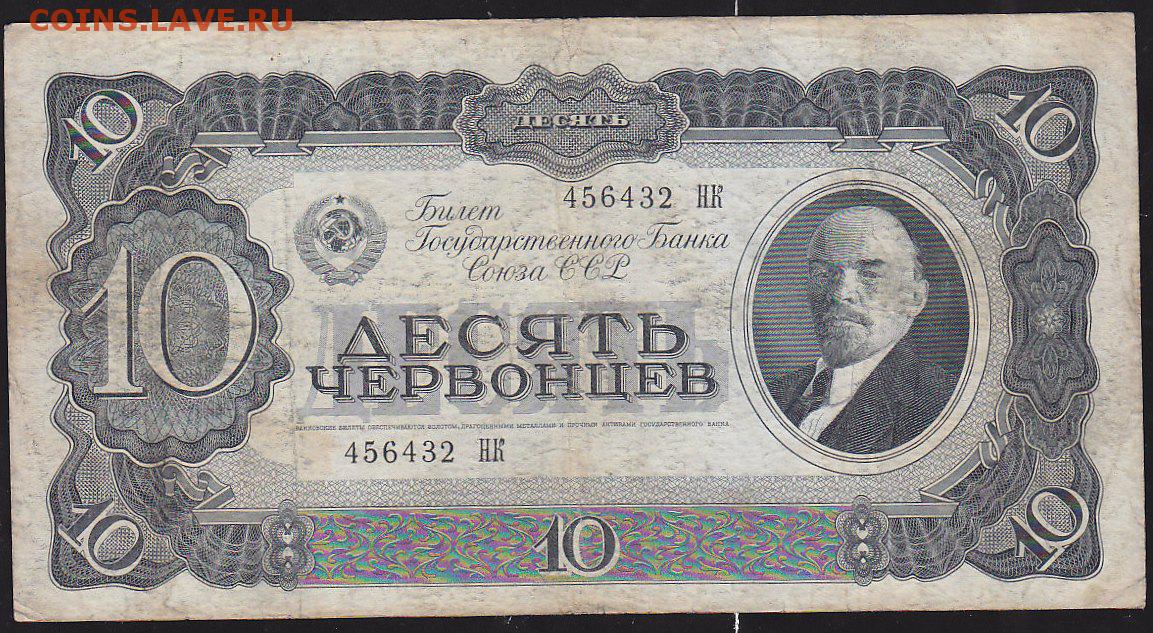 COINS.LAVE.RU
10
10
ДЕСЯТЬ
456432 НК
Билет
Государственного Банка
Союза ССР
10
ДЕСЯТЬ
ДЕСЯТЬ
ЧЕРВОНЦЕВ
БАНКОВСКИЕ БИЛЕТЫ ОБЕСПЕЧИВАЮТСЯ ЗОЛОТОМ, ДРАГОЦЕННЫМИ МЕТАЛЛАМИ И ПРОЧИМИ АКТИВАМИ ГОСУДАРСТВЕННОГО БАНКА
456432 НК
10
10
10